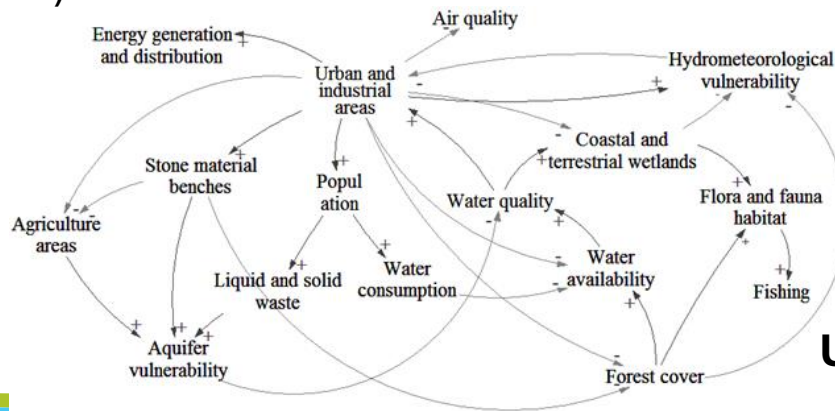 )
Energy generation
and distribution
Air quality
Urban and
industrial
areas
Hydrometeorological
vulnerability
Coastal and
terrestrial wetlands
Stone material
benches
Popul
ation
Water quality
Flora and fauna
habitat
Agriculture
areas
Liquid and solid
waste
Water
consumption
Water
availability
Fishing
Aquifer
vulnerability
Forest cover
U
+
-
-
+
+
-
-
-
+
-
+
+
+
-
-
-
+
+
+
-
-
+
+
+
+
+
+
-
-